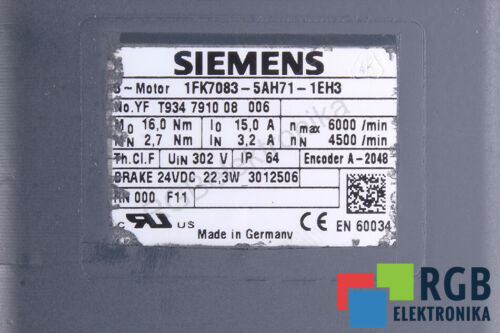 SIEMENS
3~Motor 1FK7083-5AH71-1EH3
No.YF T934 7910 08 006
M0 16,0 Nm I0 15,0 A nmax 6000 /min
MN 2,7 Nm IN 3,2 A nN 4500 /min
Th.Cl.F UIN 302 V IP 64 Encoder A-2048
BRAKE 24VDC 22,3W 3012506
RN 000 F11
C US CE EN 60034
Made in Germany
RGB
ELEKTRONIKA